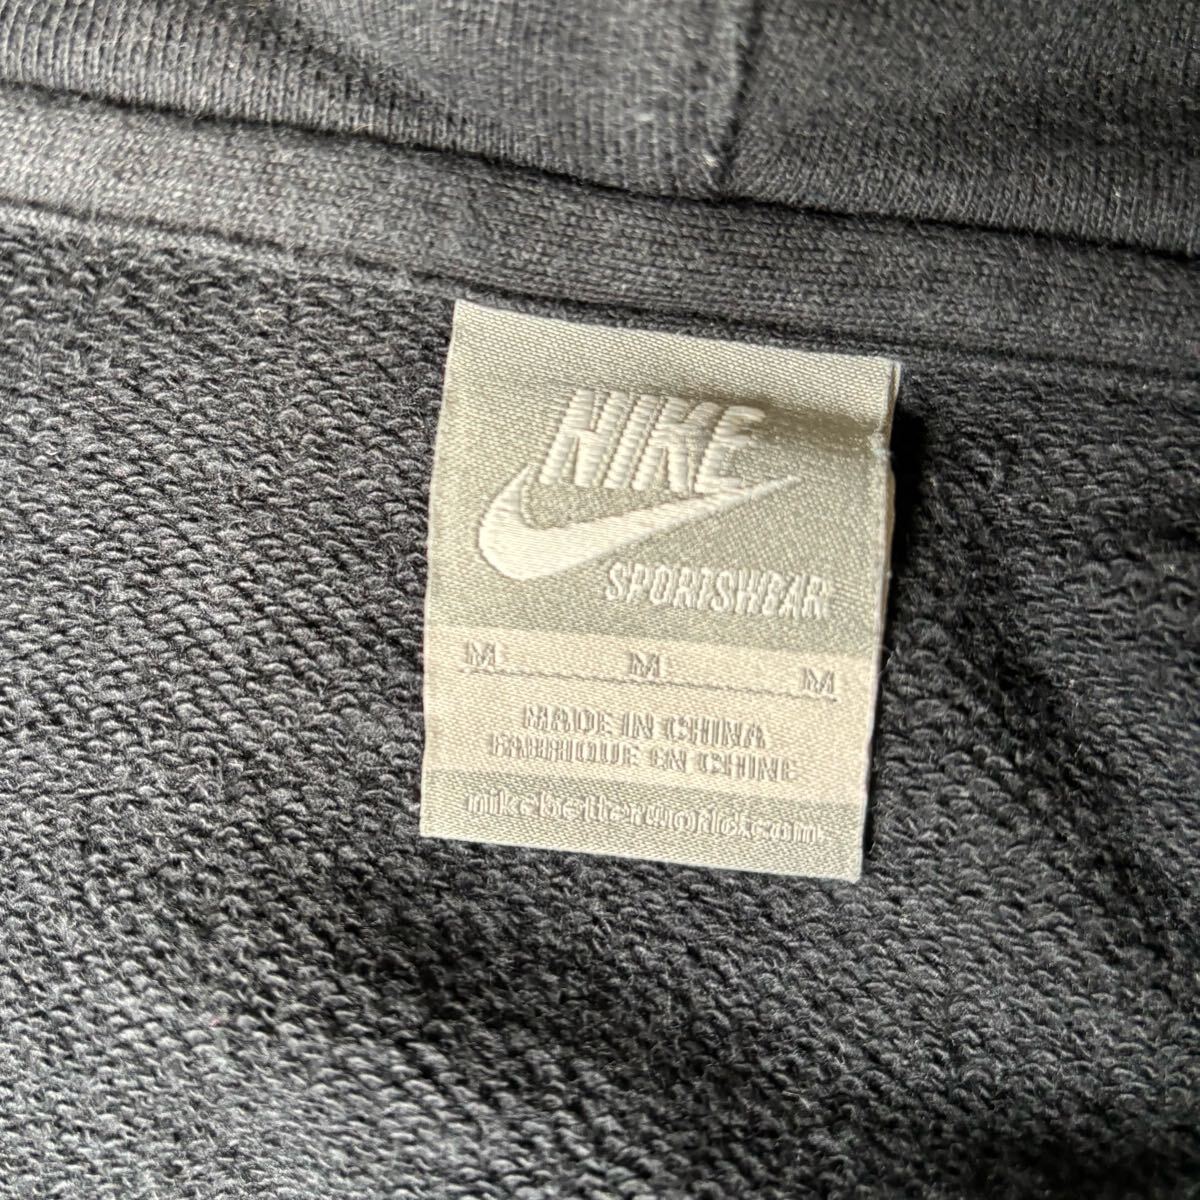 NIKE
SPORTSWEAR
M M M
MADE IN CHINA
FABRIQUE EN CHINE
nikebetterworld.com